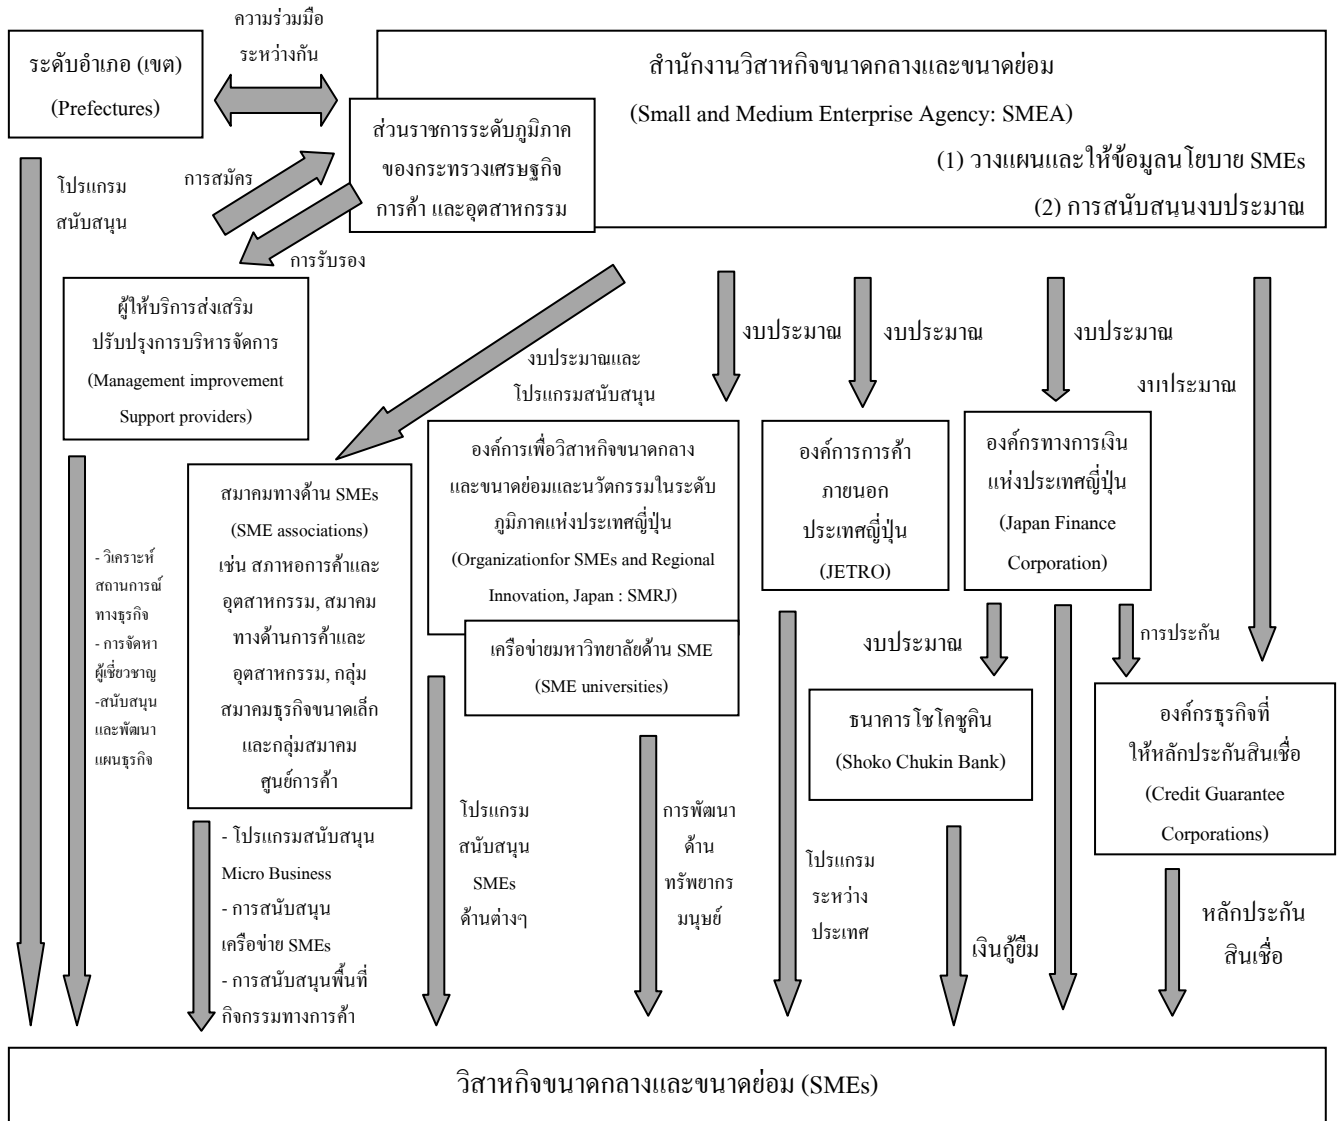 ความร่วมมือ
ระหว่างกัน
ระดับอำเภอ (เขต)
(Prefectures)
สำนักงานวิสาหกิจขนาดกลางและขนาดย่อม
(Small and Medium Enterprise Agency: SMEA)
(1) วางแผนและให้ข้อมูลนโยบาย SMEs
(2) การสนับสนุนงบประมาณ
ส่วนราชการระดับภูมิภาค
ของกระทรวงเศรษฐกิจ
การค้า และอุตสาหกรรม
โปรแกรม
สนับสนุน
การสมัคร
การรับรอง
ผู้ให้บริการส่งเสริม
ปรับปรุงการบริหารจัดการ
(Management improvement
Support providers)
งบประมาณและ
โปรแกรมสนับสนุน
งบประมาณ
งบประมาณ
งบประมาณ
งบประมาณ
สมาคมทางด้าน SMEs
(SME associations)
เช่น สภาหอการค้าและ
อุตสาหกรรม, สมาคม
ทางด้านการค้าและ
อุตสาหกรรม, กลุ่ม
สมาคมธุรกิจขนาดเล็ก
และกลุ่มสมาคม
ศูนย์การค้า
องค์การเพื่อวิสาหกิจขนาดกลาง
และขนาดย่อมและนวัตกรรมในระดับ
ภูมิภาคแห่งประเทศญี่ปุ่น
(Organizationfor SMEs and Regional
Innovation, Japan : SMRJ)
เครือข่ายมหาวิทยาลัยด้าน SME
(SME universities)
องค์การการค้า
ภายนอก
ประเทศญี่ปุ่น
(JETRO)
องค์กรทางการเงิน
แห่งประเทศญี่ปุ่น
(Japan Finance
Corporation)
- วิเคราะห์
สถานการณ์
ทางธุรกิจ
- การจัดหา
ผู้เชี่ยวชาญ
-สนับสนุน
และพัฒนา
แผนธุรกิจ
งบประมาณ
การประกัน
ธนาคารโชโคชูคิน
(Shoko Chukin Bank)
องค์กรธุรกิจที่
ให้หลักประกันสินเชื่อ
(Credit Guarantee
Corporations)
- โปรแกรมสนับสนุน
Micro Business
- การสนับสนุน
เครือข่าย SMEs
- การสนับสนุนพื้นที่
กิจกรรมทางการค้า
โปรแกรม
สนับสนุน
SMEs
ด้านต่างๆ
การพัฒนา
ด้าน
ทรัพยากร
มนุษย์
โปรแกรม
ระหว่าง
ประเทศ
เงินกู้ยืม
หลักประกัน
สินเชื่อ
วิสาหกิจขนาดกลางและขนาดย่อม (SMEs)